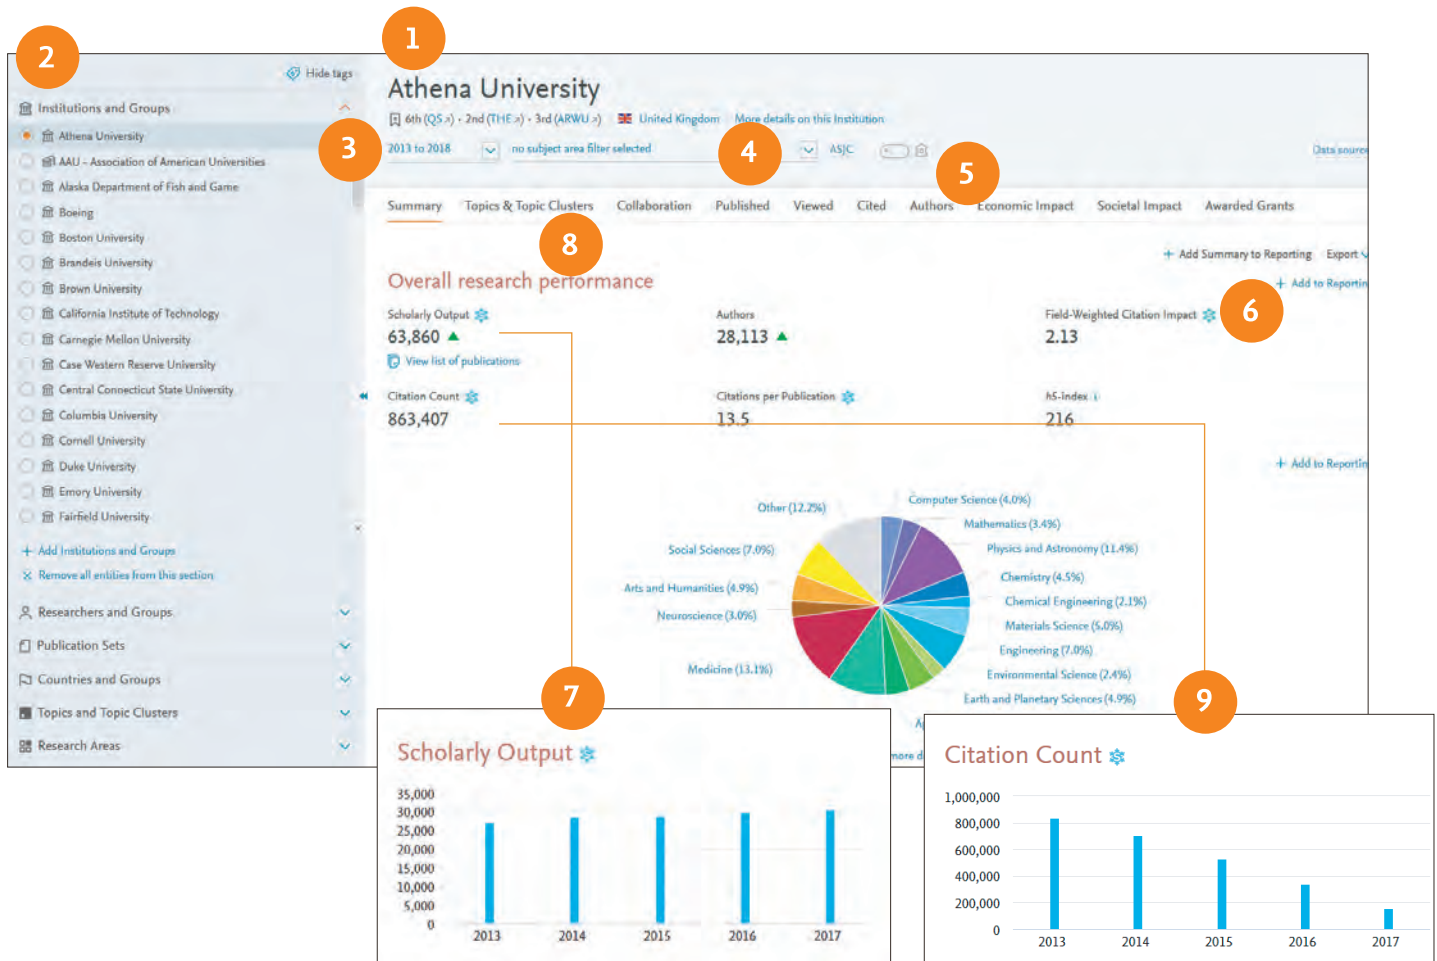 1
2
Hide tags
Institutions and Groups
Athena University
AAU - Association of American Universities
Alaska Department of Fish and Game
Boeing
Boston University
Brandeis University
Brown University
California Institute of Technology
Carnegie Mellon University
Case Western Reserve University
Central Connecticut State University
Columbia University
Cornell University
Duke University
Emory University
Fairfield University
+ Add Institutions and Groups
Remove all entities from this section
Researchers and Groups
Publication Sets
Countries and Groups
Topics and Topic Clusters
Research Areas
Athena University
6th (QS) · 2nd (THE) · 3rd (ARWU) United Kingdom More details on this Institution
3
2013 to 2018 no subject area filter selected
4
ASJC
Data source
5
Summary Topics & Topic Clusters Collaboration Published Viewed Cited Authors Economic Impact Societal Impact Awarded Grants
8
+ Add Summary to Reporting Export
Overall research performance
+ Add to Reportin
6
Scholarly Output Authors Field-Weighted Citation Impact
63,860 28,113 2.13
View list of publications
Citation Count Citations per Publication h5-index
863,407 13.5 216
+ Add to Reportin
Other (12.2%)
Computer Science (4.0%)
Mathematics (3.4%)
Social Sciences (7.0%)
Physics and Astronomy (11.4%)
Chemistry (4.5%)
Arts and Humanities (4.9%)
Chemical Engineering (2.1%)
Neuroscience (3.0%)
Materials Science (5.0%)
Engineering (7.0%)
Medicine (13.1%)
Environmental Science (2.4%)
Earth and Planetary Sciences (4.9%)
more d
7
Scholarly Output
35,000
30,000
25,000
20,000
15,000
10,000
5,000
0
2013 2014 2015 2016 2017
9
Citation Count
1,000,000
800,000
600,000
400,000
200,000
0
2013 2014 2015 2016 2017